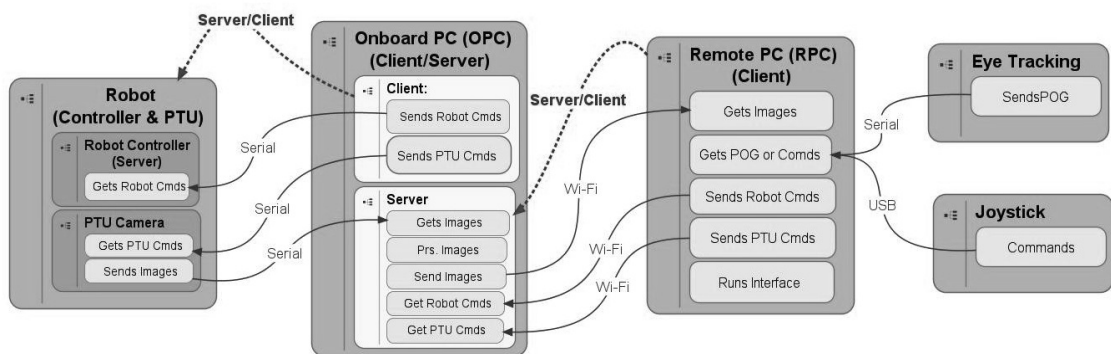 Server/Client
Robot
(Controller & PTU)
Robot Controller
(Server)
Gets Robot Cmds
PTU Camera
Gets PTU Cmds
Sends Images
Serial
Serial
Serial
Onboard PC (OPC)
(Client/Server)
Client:
Sends Robot Cmds
Sends PTU Cmds
Server
Gets Images
Prs. Images
Send Images
Get Robot Cmds
Get PTU Cmds
Server/Client
Wi-Fi
Wi-Fi
Wi-Fi
Remote PC (RPC)
(Client)
Gets Images
Gets POG or Comds
Sends Robot Cmds
Sends PTU Cmds
Runs Interface
Serial
USB
Eye Tracking
SendsPOG
Joystick
Commands